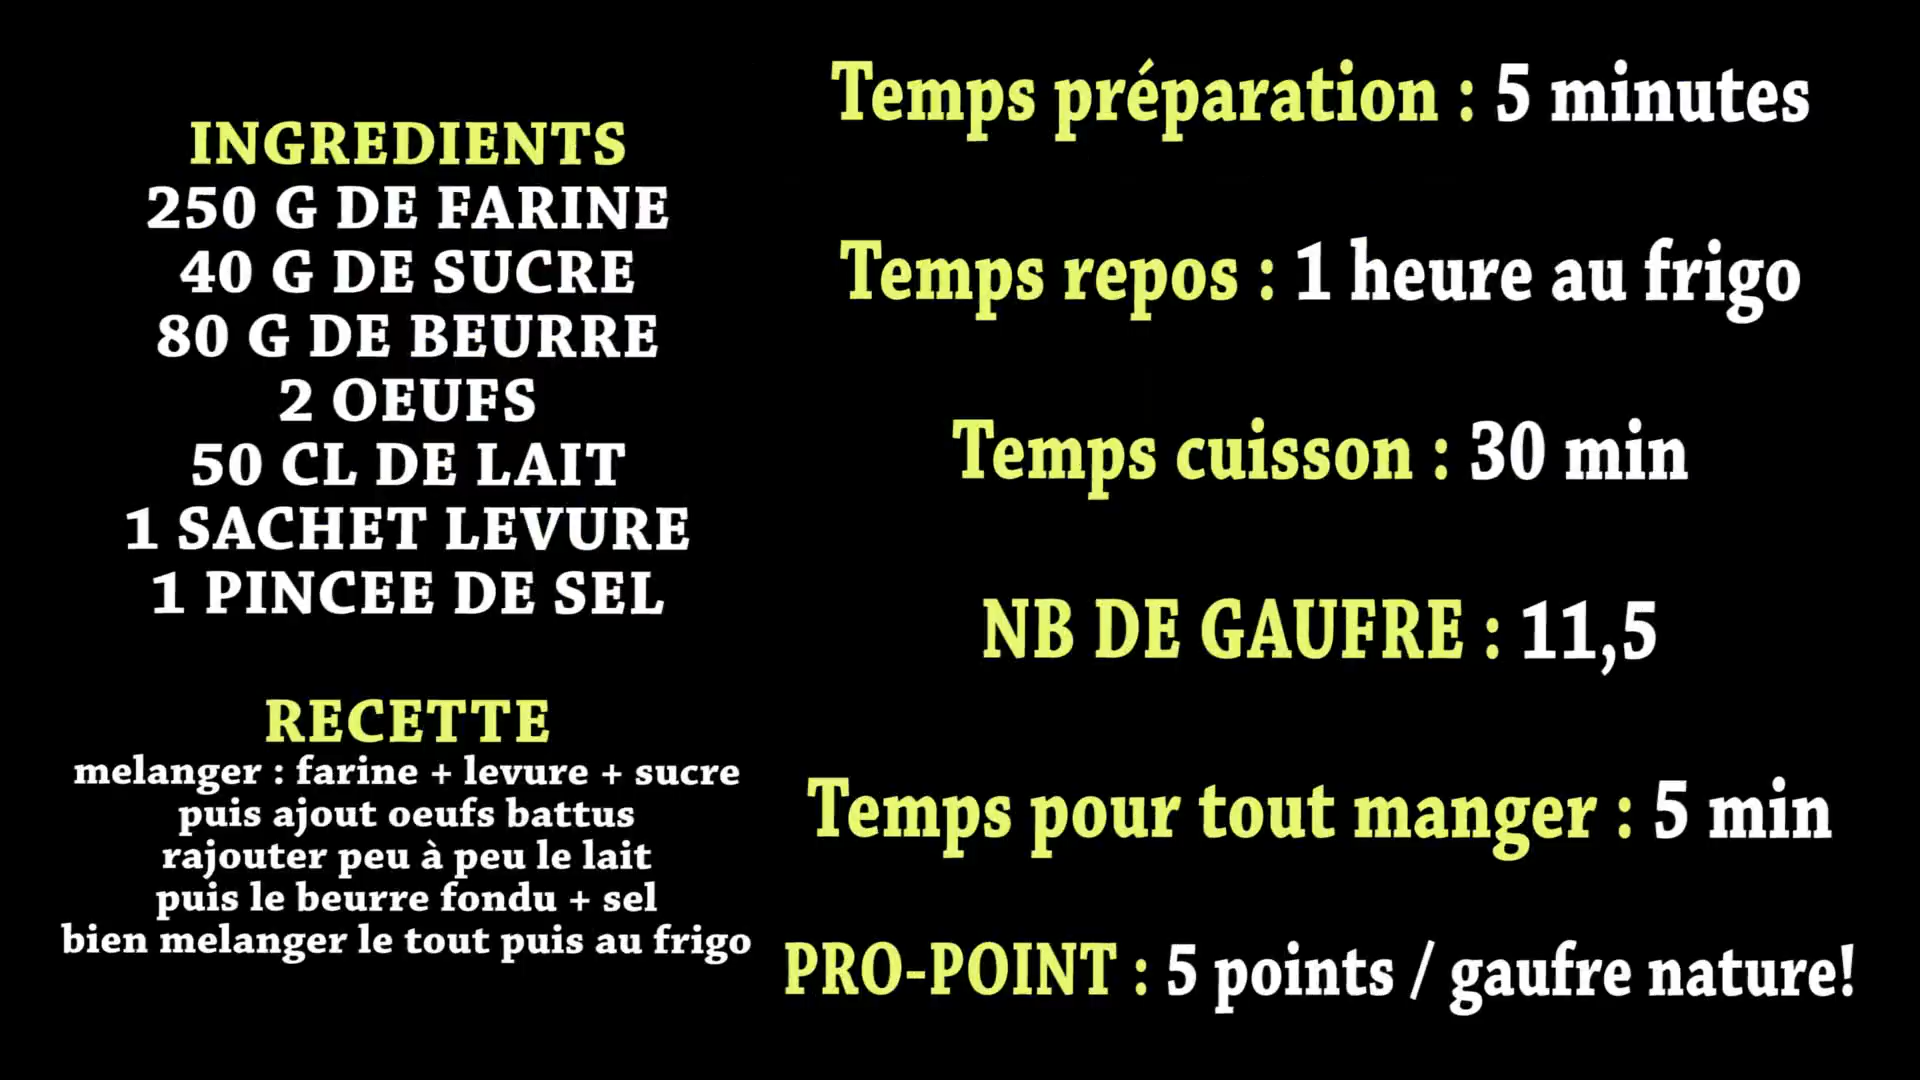 INGREDIENTS
250 G DE FARINE
40 G DE SUCRE
80 G DE BEURRE
2 OEUFS
50 CL DE LAIT
1 SACHET LEVURE
1 PINCEE DE SEL
RECETTE
melanger : farine + levure + sucre
puis ajout oeufs battus
rajouter peu à peu le lait
puis le beurre fondu + sel
bien melanger le tout puis au frigo
Temps préparation : 5 minutes
Temps repos : 1 heure au frigo
Temps cuisson : 30 min
NB DE GAUFRE : 11,5
Temps pour tout manger : 5 min
PRO-POINT : 5 points / gaufre nature!